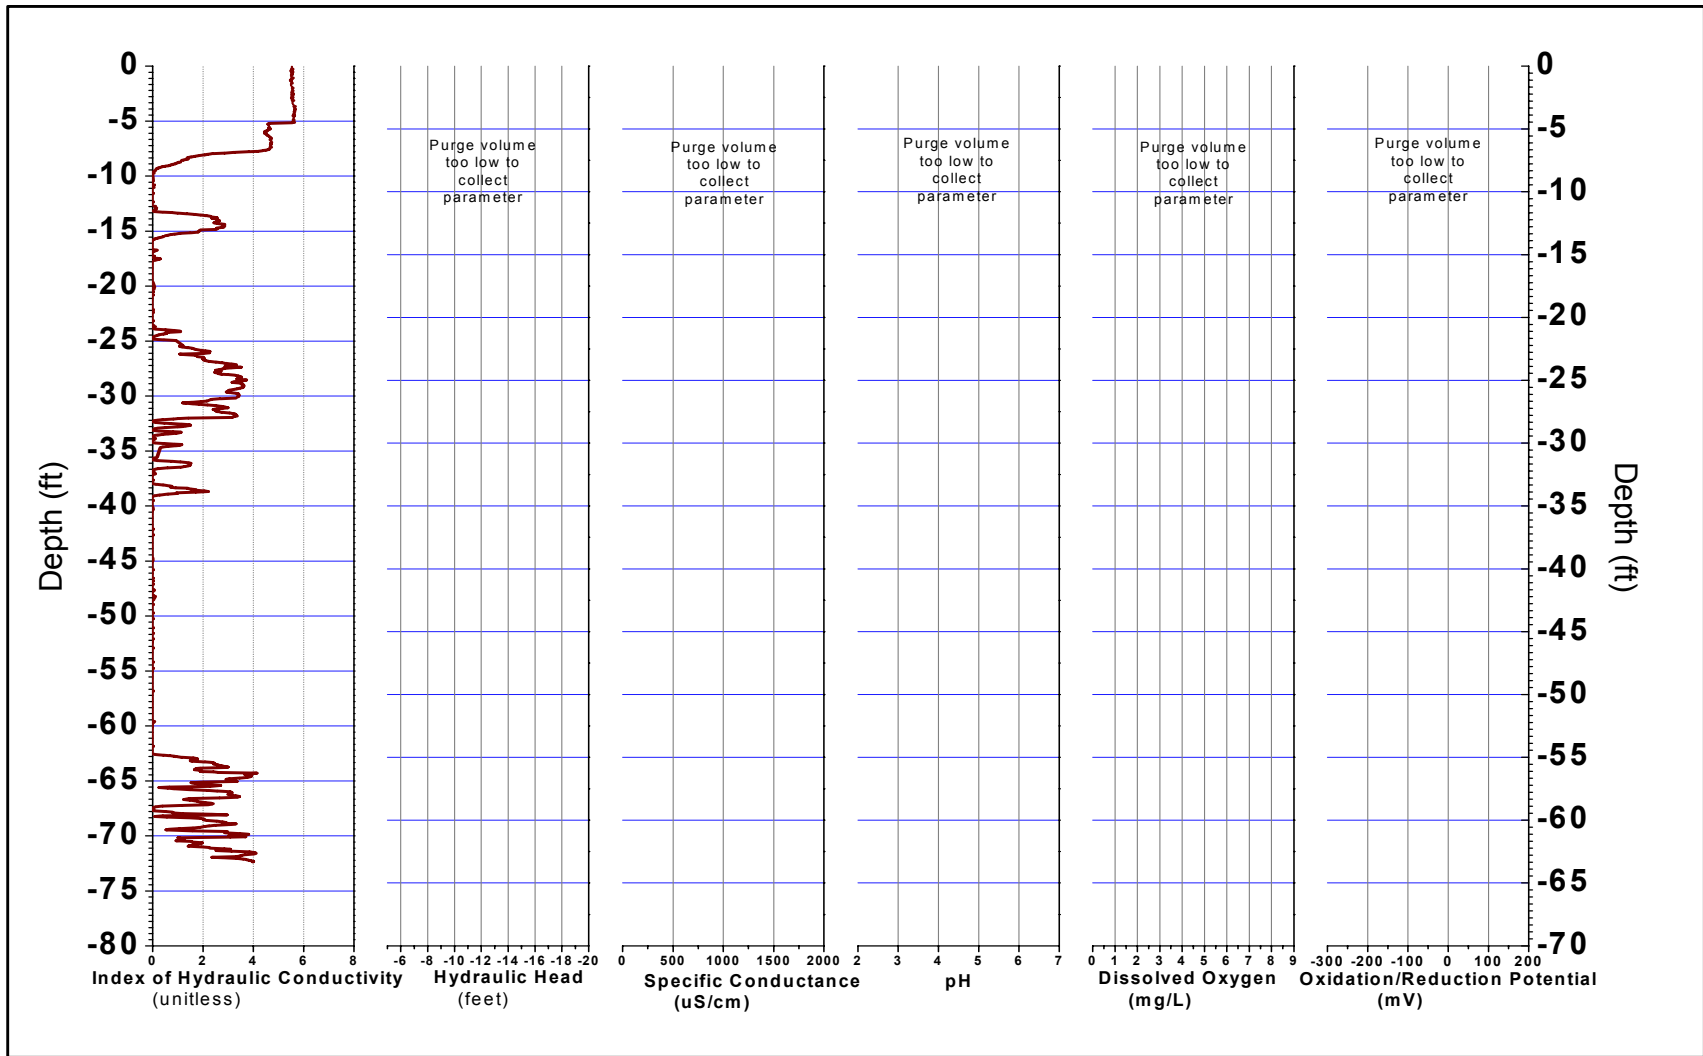 0
-5
-10
-15
-20
-25
-30
-35
-40
-45
-50
-55
-60
-65
-70
-75
-80
Depth (ft)
0 2 4 6 8
Index of Hydraulic Conductivity
(unitless)
Purge volume
too low to
collect
parameter
-6 -8 -10 -12 -14 -16 -18 -20
Hydraulic Head
(feet)
Purge volume
too low to
collect
parameter
0 500 1000 1500 2000
Specific Conductance
(uS/cm)
Purge volume
too low to
collect
parameter
2 3 4 5 6 7
pH
Purge volume
too low to
collect
parameter
0 1 2 3 4 5 6 7 8 9
Dissolved Oxygen
(mg/L)
Purge volume
too low to
collect
parameter
-300 -200 -100 0 100 200
Oxidation/Reduction Potential
(mV)
0
-5
-10
-15
-20
-25
-30
-35
-40
-45
-50
-55
-60
-65
-70
Depth (ft)